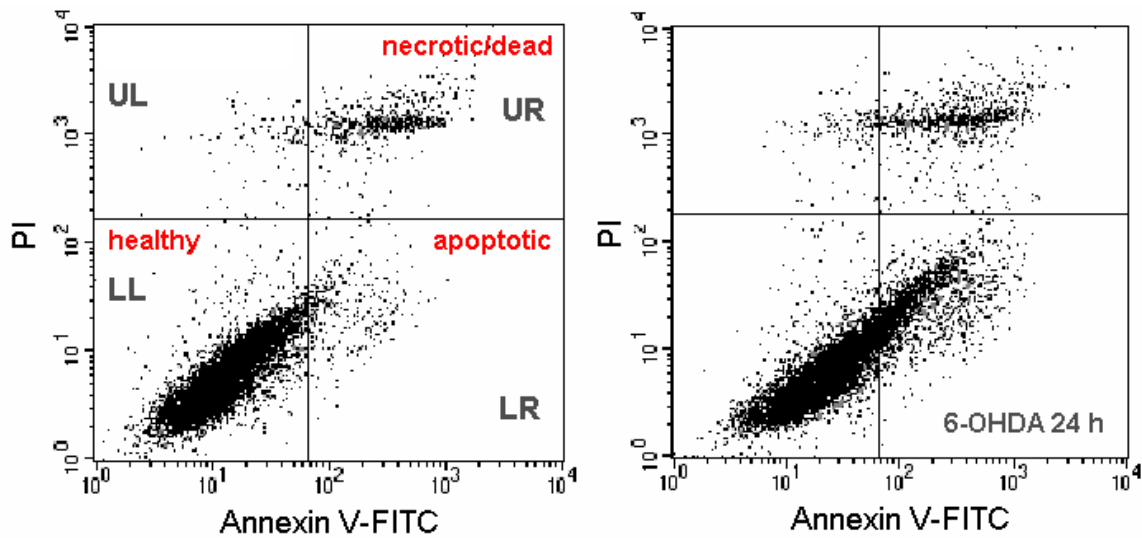 10^4
necrotic/dead
UL
UR
10^3
PI
10^2
healthy
apoptotic
LL
10^1
LR
10^0
10^0 10^1 10^2 10^3 10^4
Annexin V-FITC
10^4
10^3
PI
10^2
10^1
6-OHDA 24 h
10^0
10^0 10^1 10^2 10^3 10^4
Annexin V-FITC